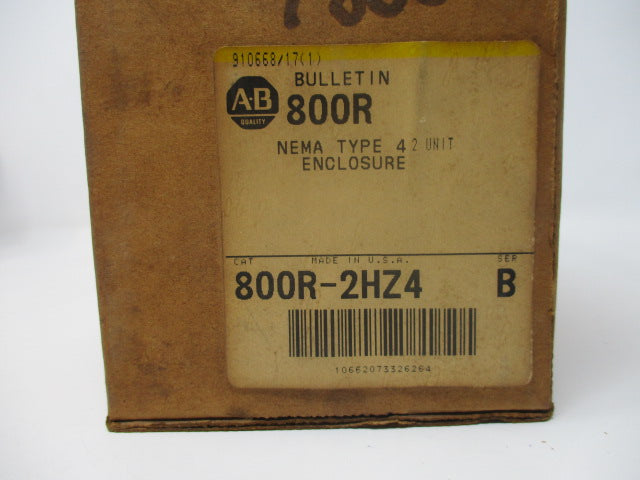 910668/17(1)
BULLETIN
A-B
QUALITY
800R
NEMA TYPE 4 2 UNIT
ENCLOSURE
CAT
MADE IN U.S.A.
SER
800R-2HZ4
B
10662073326264